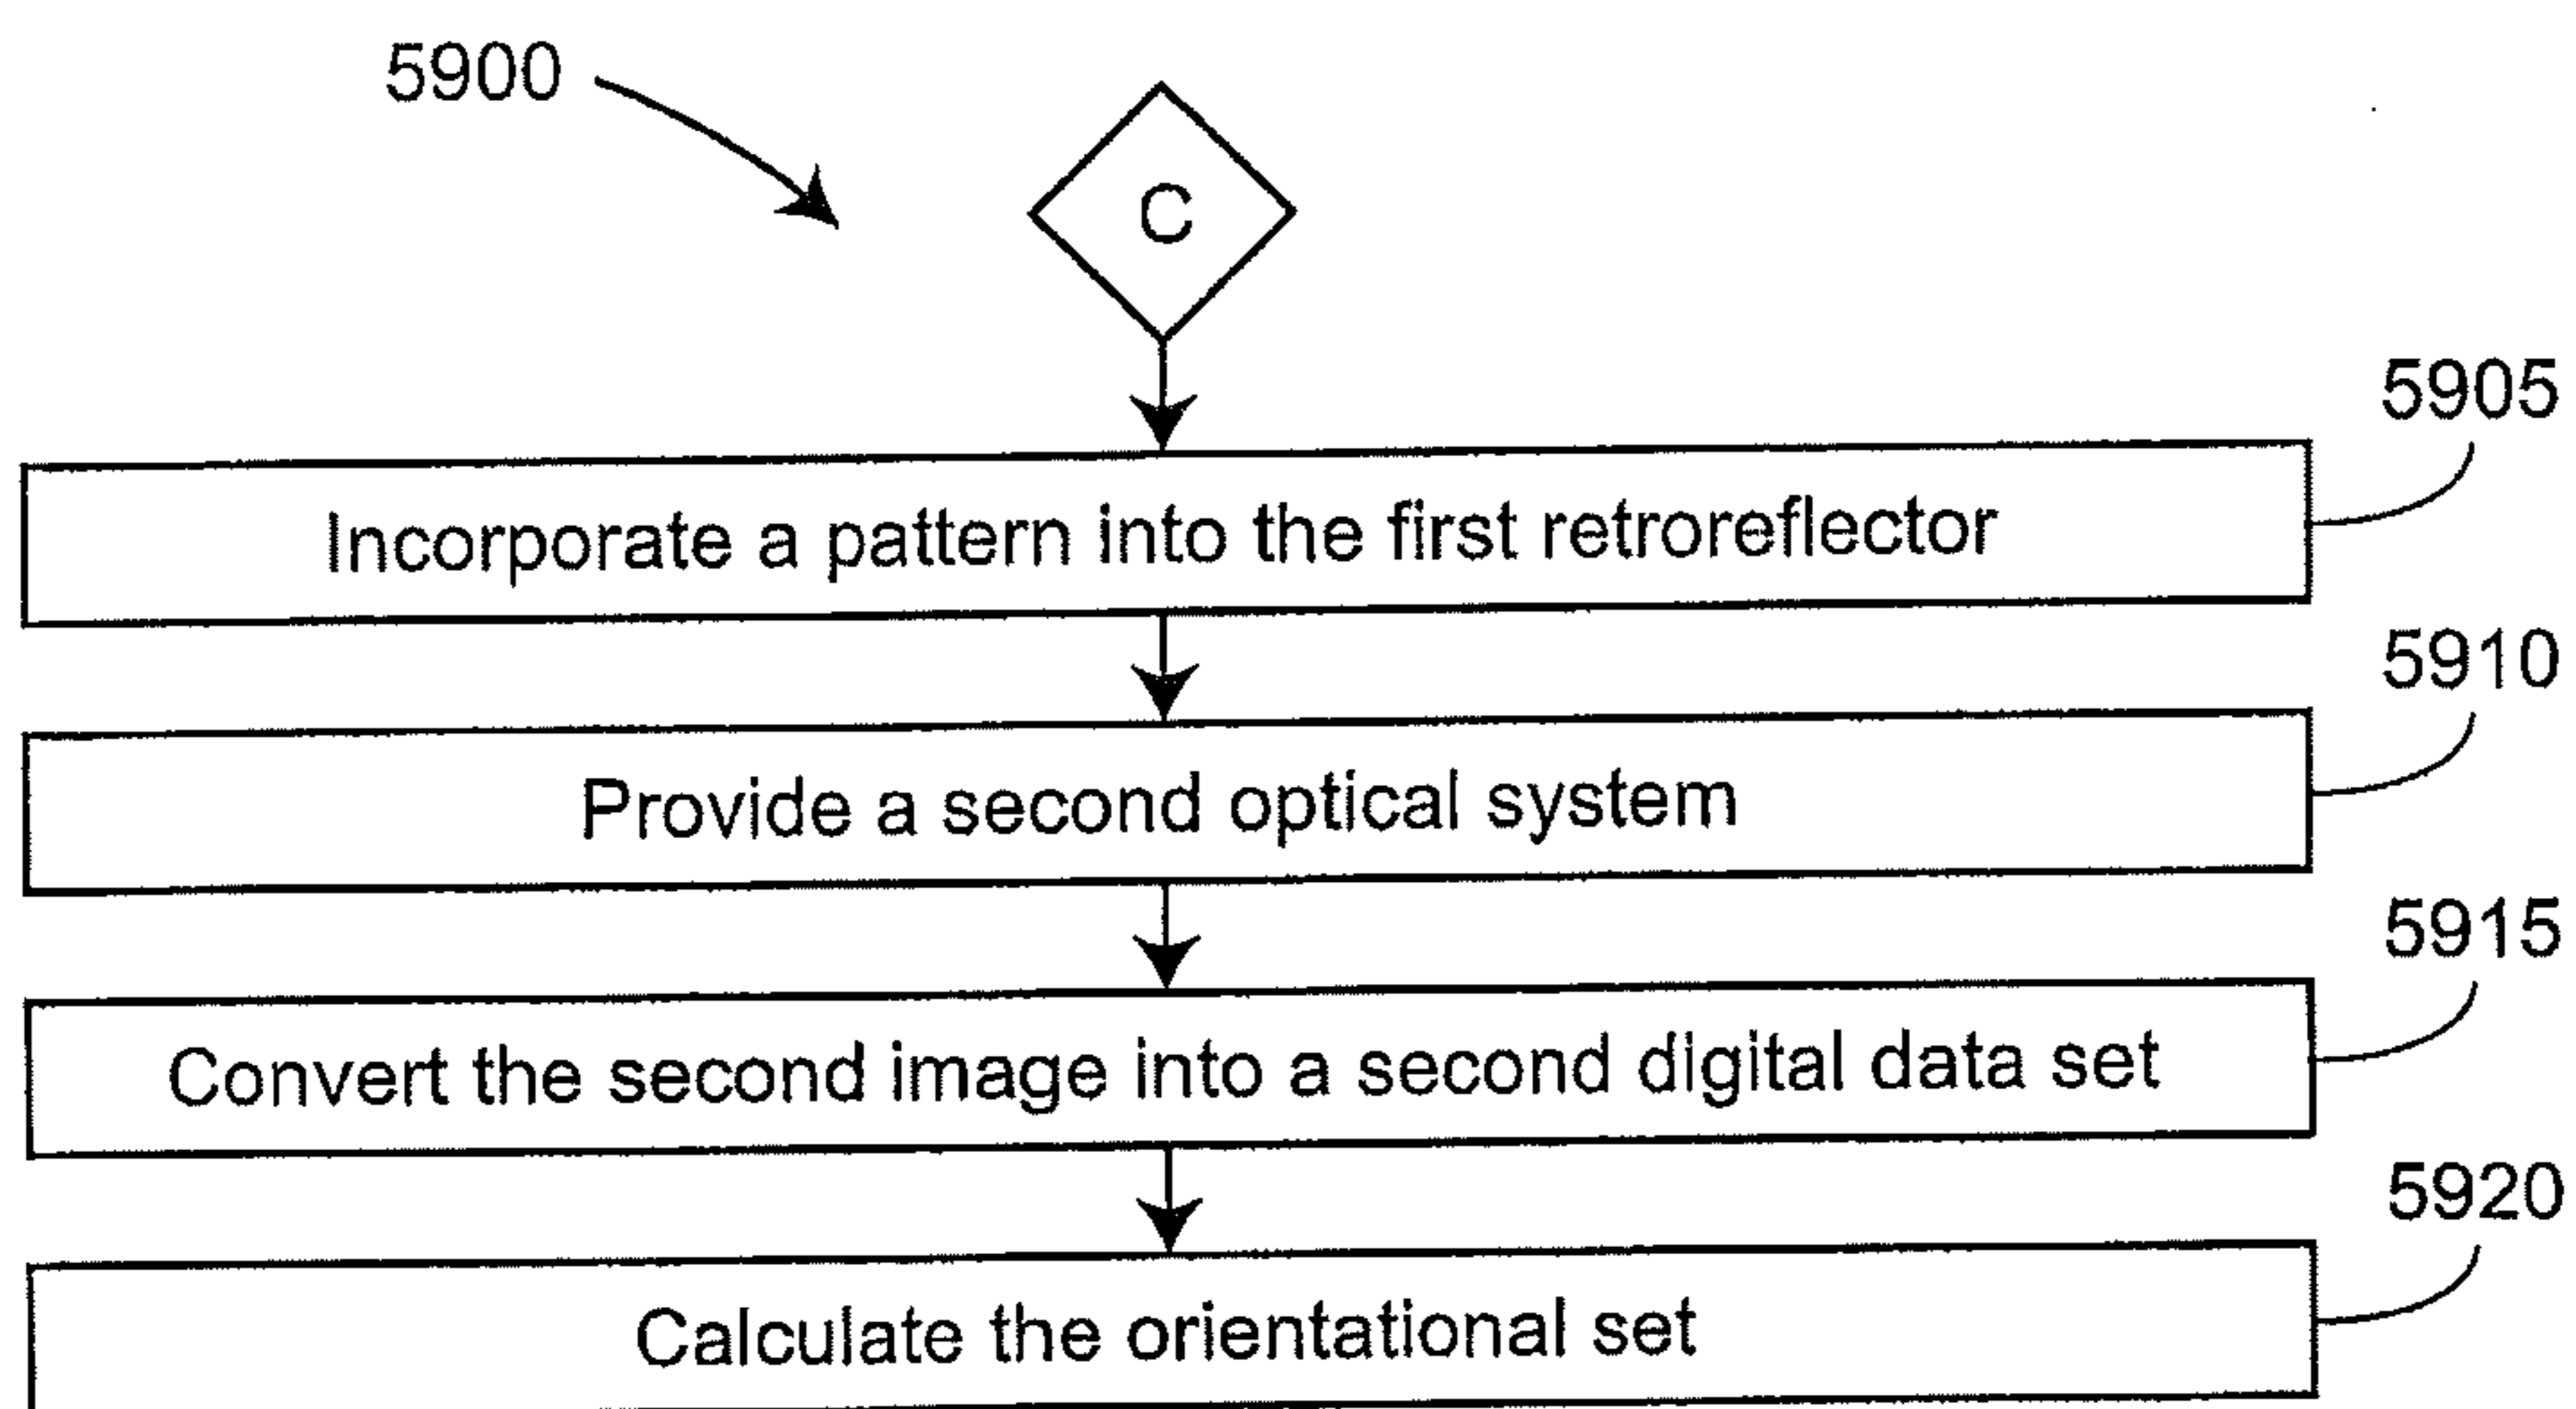 5900
C
5905
Incorporate a pattern into the first retroreflector
5910
Provide a second optical system
5915
Convert the second image into a second digital data set
5920
Calculate the orientational set